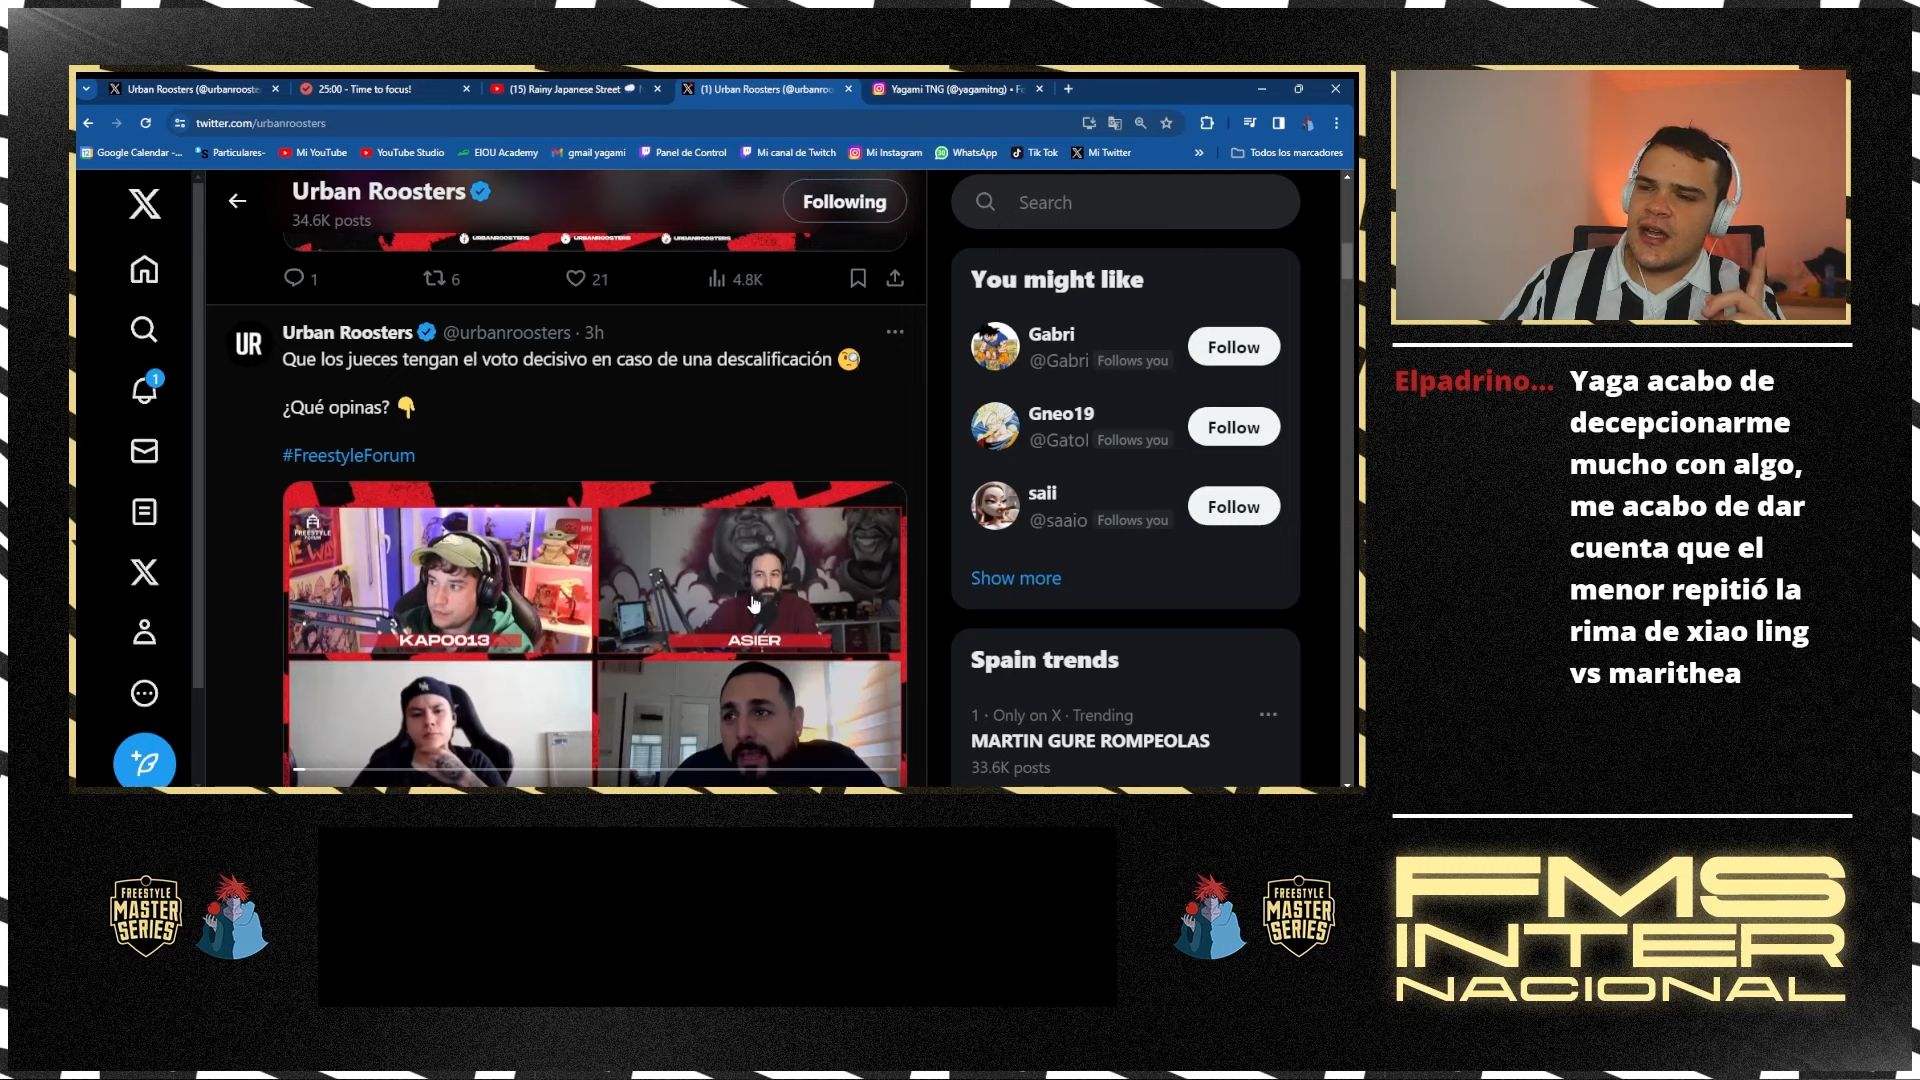 Urban Roosters (@urbanrooste
25:00 - Time to focus!
(15) Rainy Japanese Street
(1) Urban Roosters (@urbanroo
Yagami TNG (@yagamitng) • Fo
twitter.com/urbanroosters
Google Calendar -...
Particulares-
Mi YouTube
YouTube Studio
EIOU Academy
gmail yagami
Panel de Control
Mi canal de Twitch
Mi Instagram
WhatsApp
Tik Tok
Mi Twitter
»
Todos los marcadores
Urban Roosters
34.6K posts
Following
URBANROOSTERS
URBANROOSTERS
URBANROOSTERS
1
6
21
4.8K
UR
Urban Roosters @urbanroosters · 3h
Que los jueces tengan el voto decisivo en caso de una descalificación 🧐
¿Qué opinas? 👇
#FreestyleForum
FREESTYLE
FORUM
KAPO013
ASIER
1
Search
You might like
Gabri
@Gabri Follows you
Follow
Gneo19
@Gatol Follows you
Follow
saii
@saaio Follows you
Follow
Show more
Spain trends
1 · Only on X · Trending
MARTIN GURE ROMPEOLAS
33.6K posts
Elpadrino... Yaga acabo de
decepcionarme
mucho con algo,
me acabo de dar
cuenta que el
menor repitió la
rima de xiao ling
vs marithea
FREESTYLE
MASTER
SERIES
FREESTYLE
MASTER
SERIES
FMS
INTER
NACIONAL